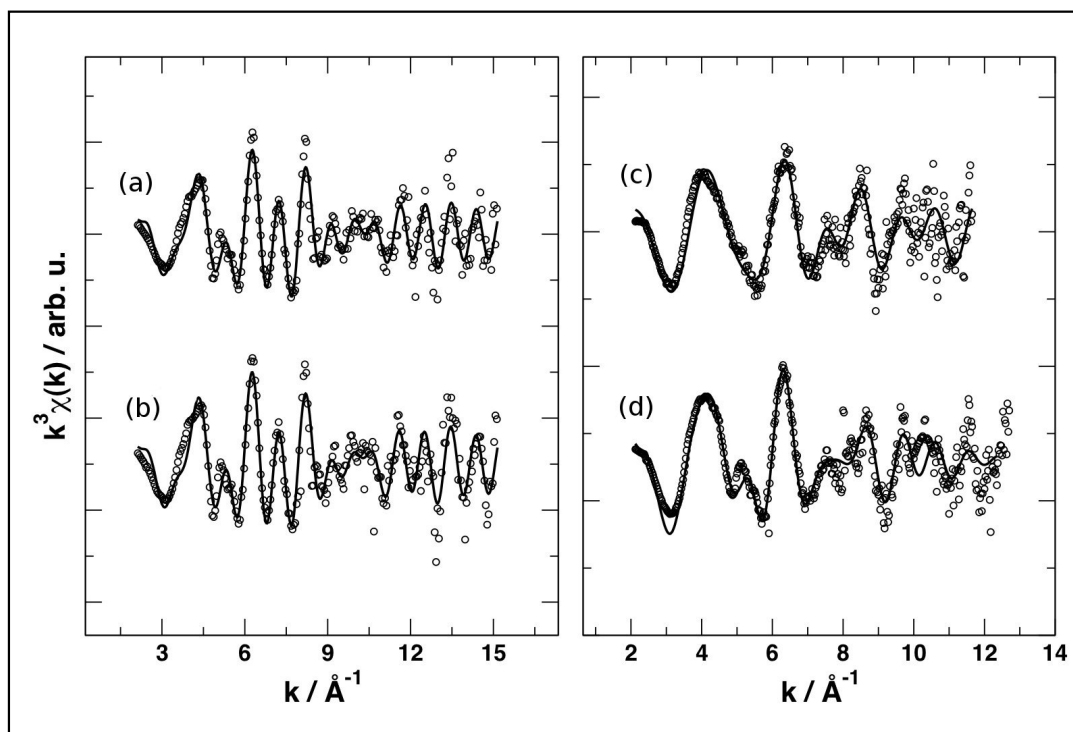 (a)
(b)
(c)
(d)
k³χ(k) / arb. u.
3 6 9 12 15
2 4 6 8 10 12 14
k / Å⁻¹
k / Å⁻¹